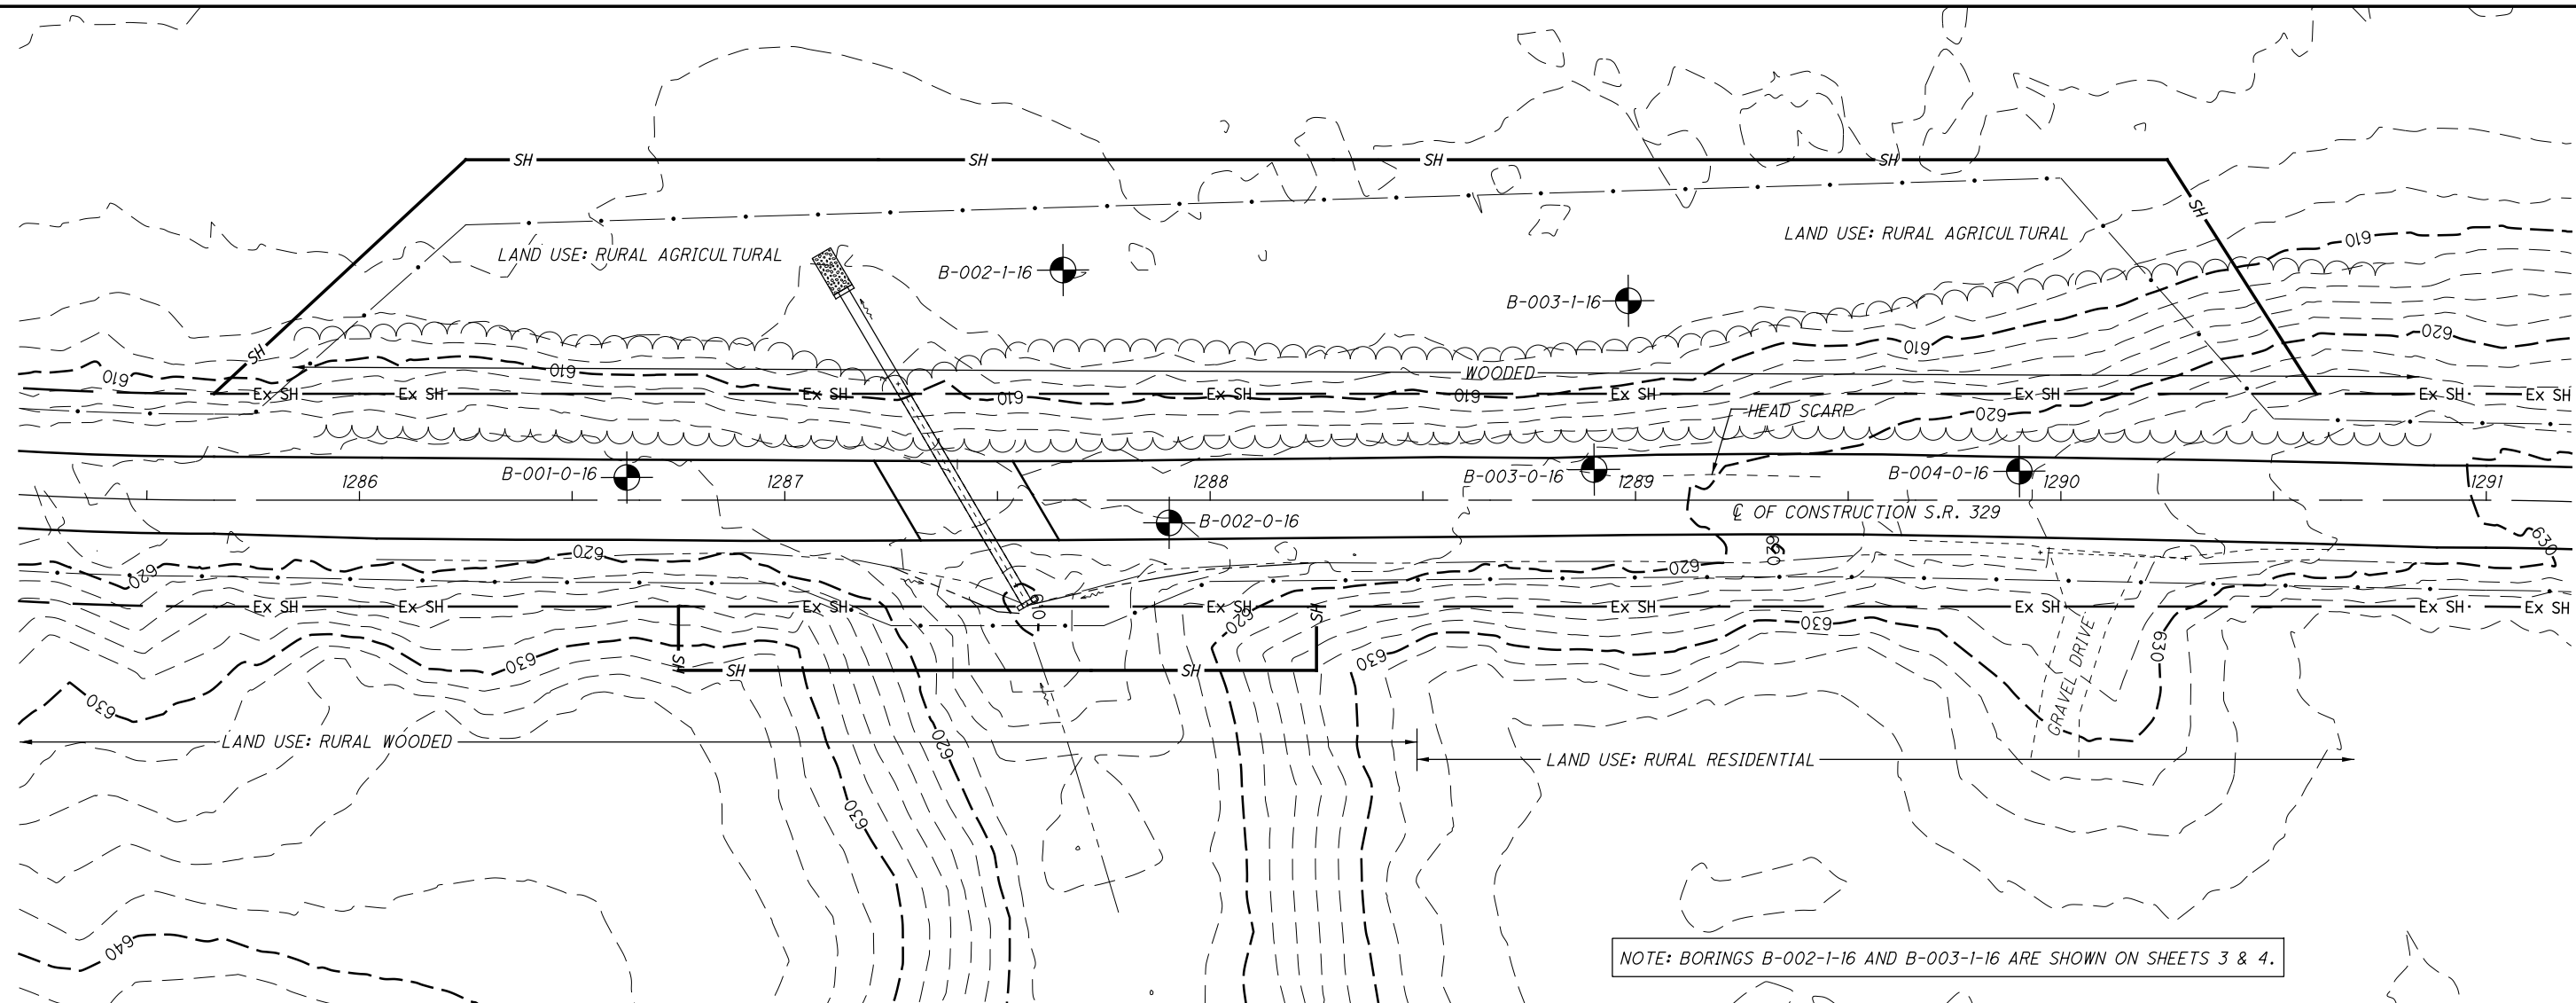 SH SH SH SH
SH
LAND USE: RURAL AGRICULTURAL
LAND USE: RURAL AGRICULTURAL
610
B-002-1-16
B-003-1-16
620
SH
610
610
610
WOODED
Ex SH Ex SH Ex SH Ex SH Ex SH Ex SH Ex SH Ex SH
610
610
HEAD SCARP
620
B-001-0-16
B-003-0-16
B-004-0-16
1286 1287 1288 1289 1290 1291
B-002-0-16
℄ OF CONSTRUCTION S.R. 329
620
620
620
620
630
Ex SH Ex SH Ex SH Ex SH Ex SH Ex SH Ex SH Ex SH
610
620
SH
630
630
GRAVEL DRIVE
SH
SH SH
630
630
630
LAND USE: RURAL WOODED
620
LAND USE: RURAL RESIDENTIAL
630
640
NOTE: BORINGS B-002-1-16 AND B-003-1-16 ARE SHOWN ON SHEETS 3 & 4.